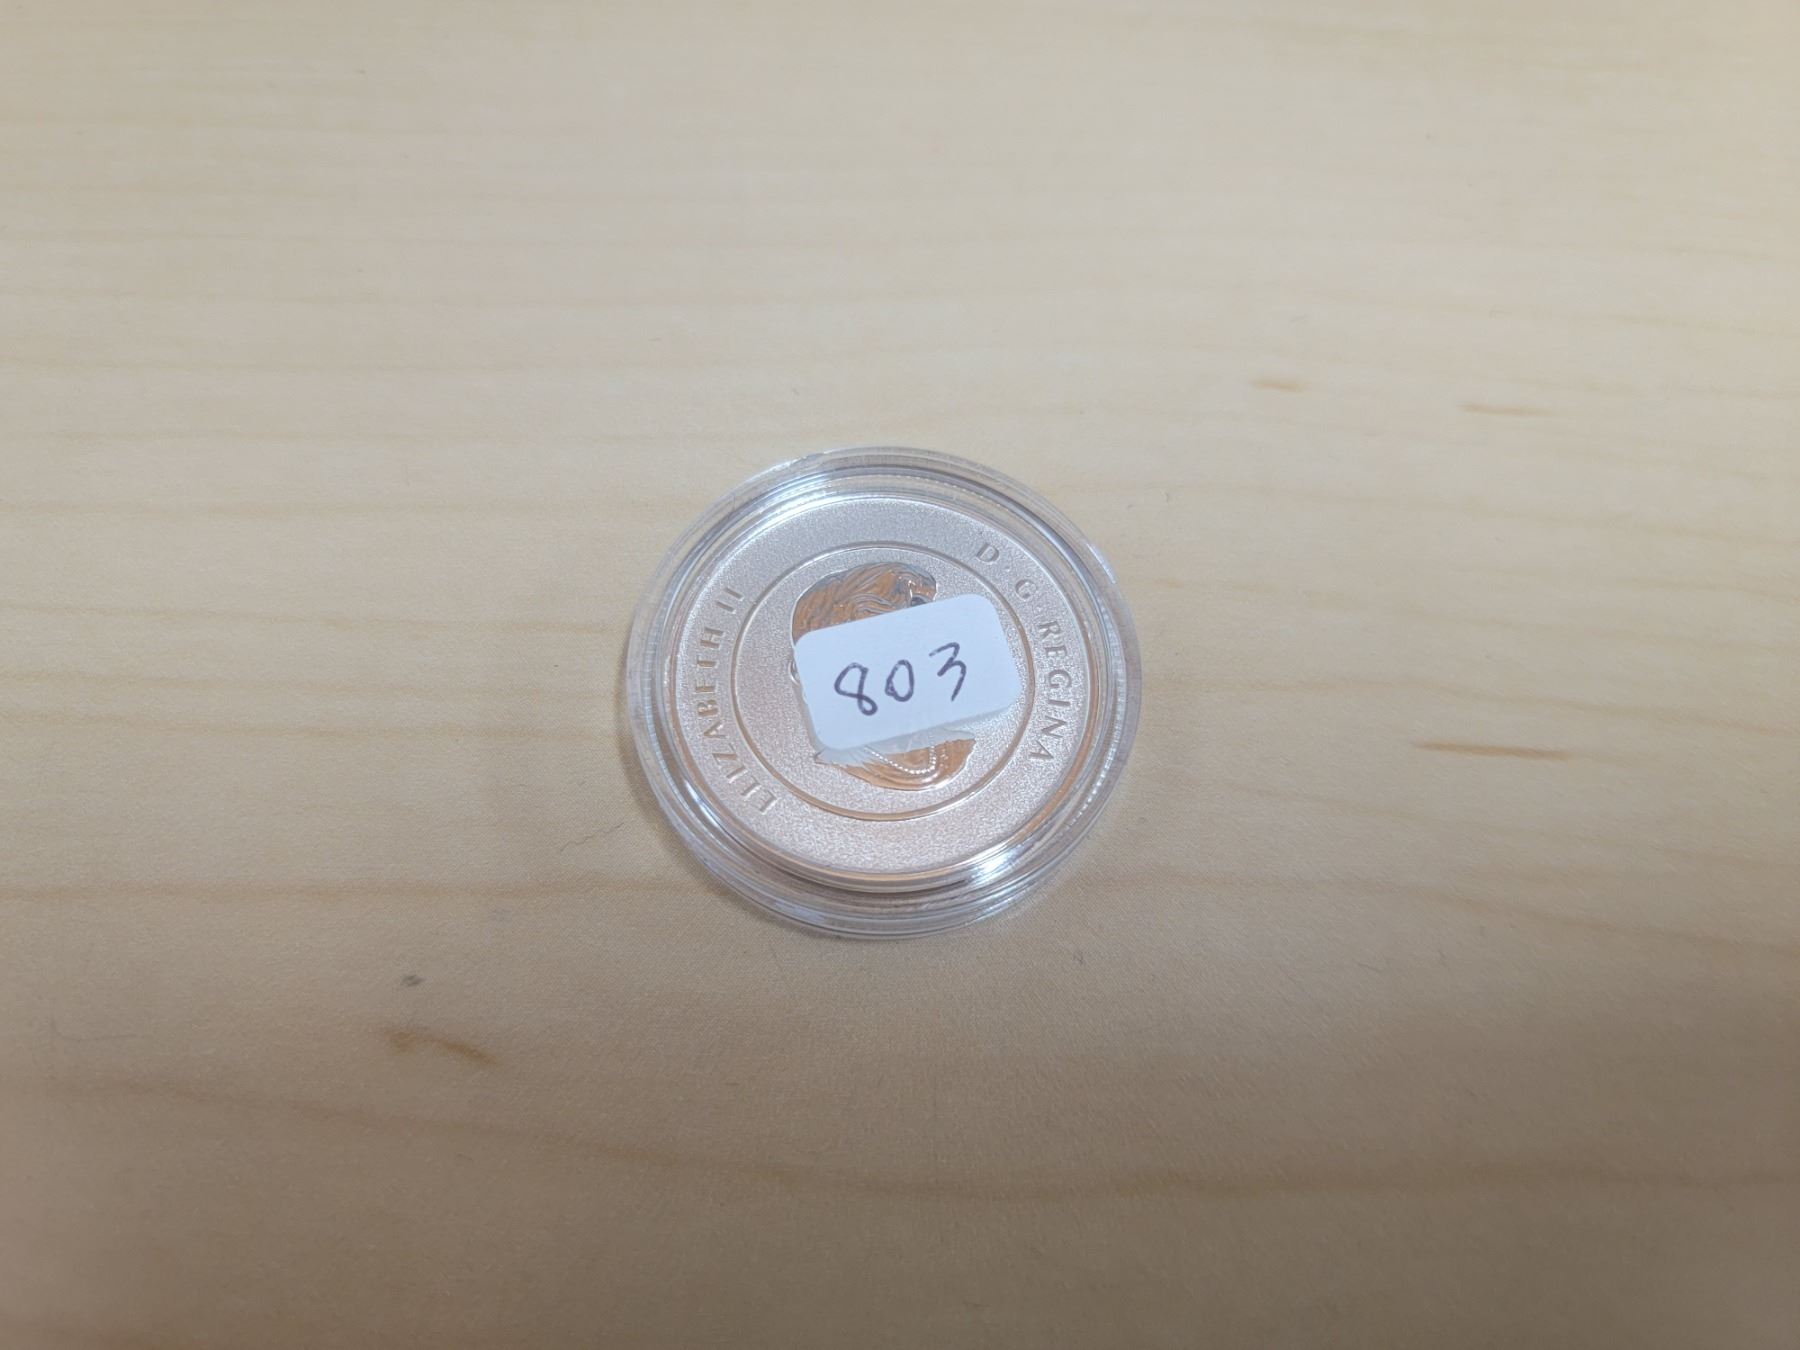 ELIZABETH II
D · G · REGINA
803